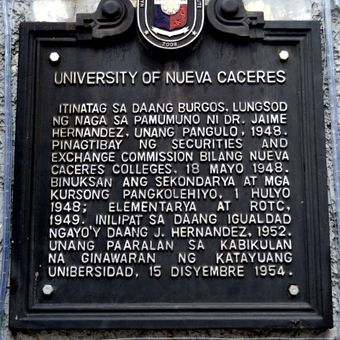 2008
UNIVERSITY OF NUEVA CACERES
ITINATAG SA DAANG BURGOS, LUNGSOD
NG NAGA SA PAMUMUNO NI DR. JAIME
HERNANDEZ, UNANG PANGULO, 1948.
PINAGTIBAY NG SECURITIES AND
EXCHANGE COMMISSION BILANG NUEVA
CACERES COLLEGES, 18 MAYO 1948.
BINUKSAN ANG SEKONDARYA AT MGA
KURSONG PANGKOLEHIYO, 1 HULYO
1948; ELEMENTARYA AT ROTC,
1949. INILIPAT SA DAANG IGUALDAD
NGAYO'Y DAANG J. HERNANDEZ, 1952.
UNANG PAARALAN SA KABIKULAN
NA GINAWARAN NG KATAYUANG
UNIBERSIDAD, 15 DISYEMBRE 1954.